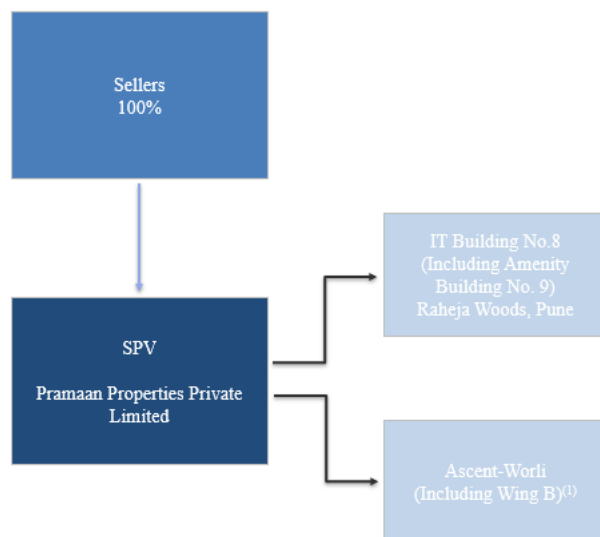 Sellers
100%
IT Building No.8
(Including Amenity
Building No. 9)
Raheja Woods, Pune
SPV
Pramaan Properties Private
Limited
Ascent-Worli
(Including Wing B)(1)